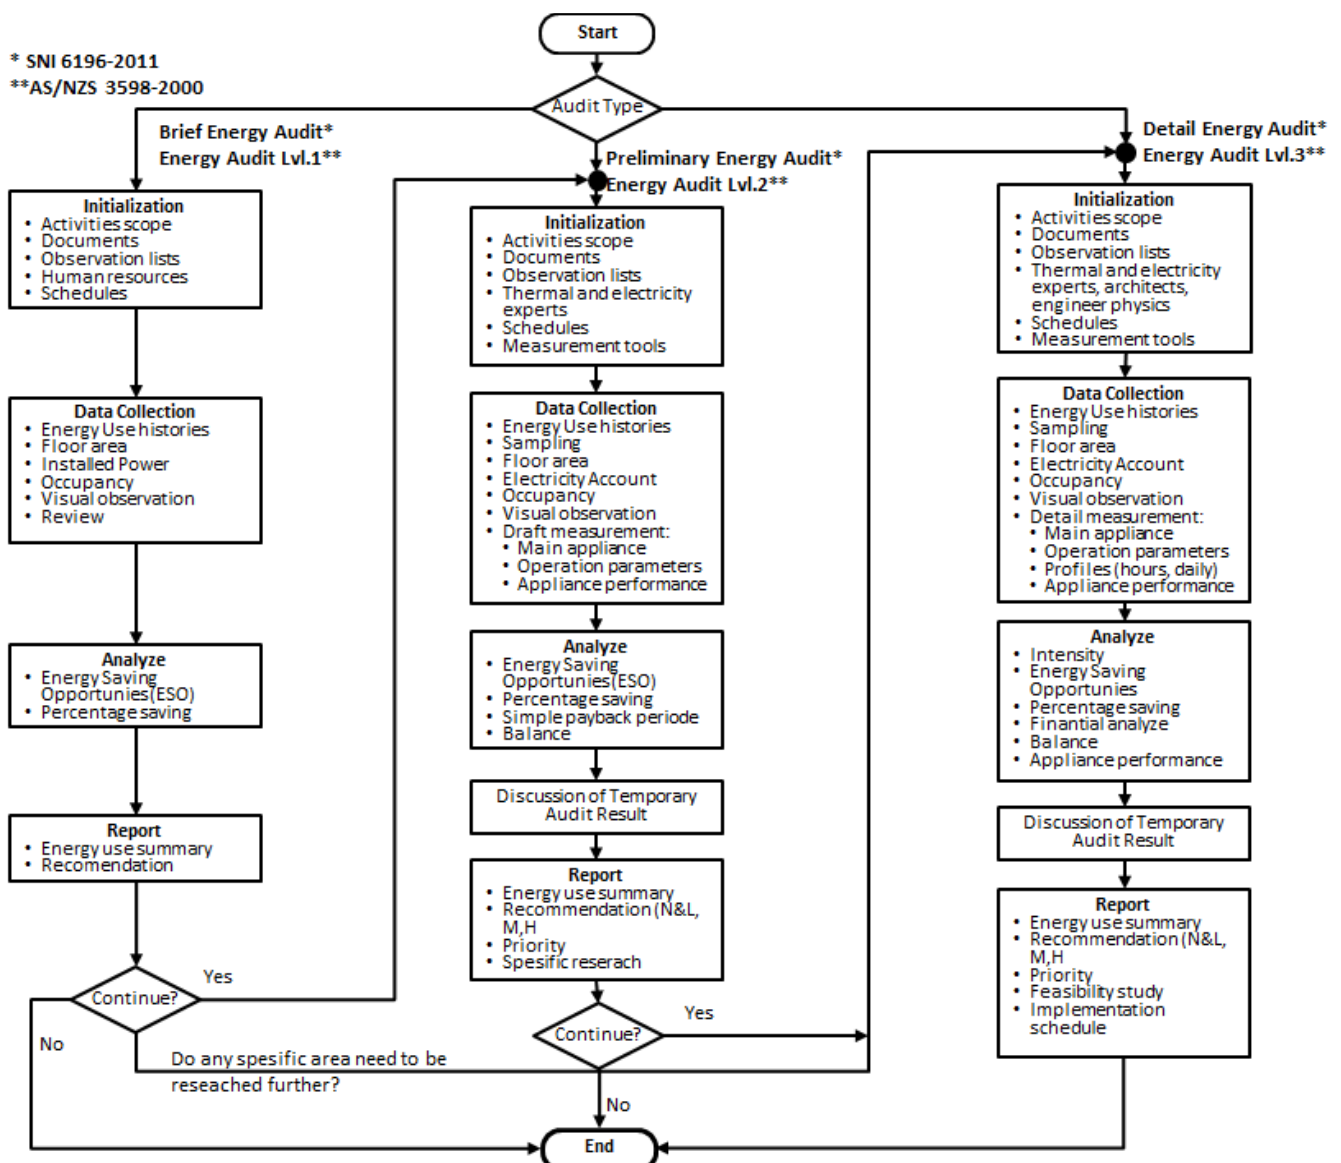 Start
* SNI 6196-2011
**AS/NZS 3598-2000
Audit Type
Brief Energy Audit*
Energy Audit Lvl.1**
Preliminary Energy Audit*
Energy Audit Lvl.2**
Detail Energy Audit*
Energy Audit Lvl.3**
Initialization
• Activities scope
• Documents
• Observation lists
• Human resources
• Schedules
Data Collection
• Energy Use histories
• Floor area
• Installed Power
• Occupancy
• Visual observation
• Review
Analyze
• Energy Saving
Opportunies(ESO)
• Percentage saving
Report
• Energy use summary
• Recomendation
Continue?
Yes
No
Do any spesific area need to be
reseached further?
Initialization
• Activities scope
• Documents
• Observation lists
• Thermal and electricity
experts
• Schedules
• Measurement tools
Data Collection
• Energy Use histories
• Sampling
• Floor area
• Electricity Account
• Occupancy
• Visual observation
• Draft measurement:
• Main appliance
• Operation parameters
• Appliance performance
Analyze
• Energy Saving
Opportunies(ESO)
• Percentage saving
• Simple payback periode
• Balance
Discussion of Temporary
Audit Result
Report
• Energy use summary
• Recommendation (N&L,
M,H
• Priority
• Spesific reserach
Continue?
Yes
No
Initialization
• Activities scope
• Documents
• Observation lists
• Thermal and electricity
experts, architects,
engineer physics
• Schedules
• Measurement tools
Data Collection
• Energy Use histories
• Sampling
• Floor area
• Electricity Account
• Occupancy
• Visual observation
• Detail measurement:
• Main appliance
• Operation parameters
• Profiles (hours, daily)
• Appliance performance
Analyze
• Intensity
• Energy Saving
Opportunies
• Percentage saving
• Finantial analyze
• Balance
• Appliance performance
Discussion of Temporary
Audit Result
Report
• Energy use summary
• Recommendation (N&L,
M,H
• Priority
• Feasibility study
• Implementation
schedule
End